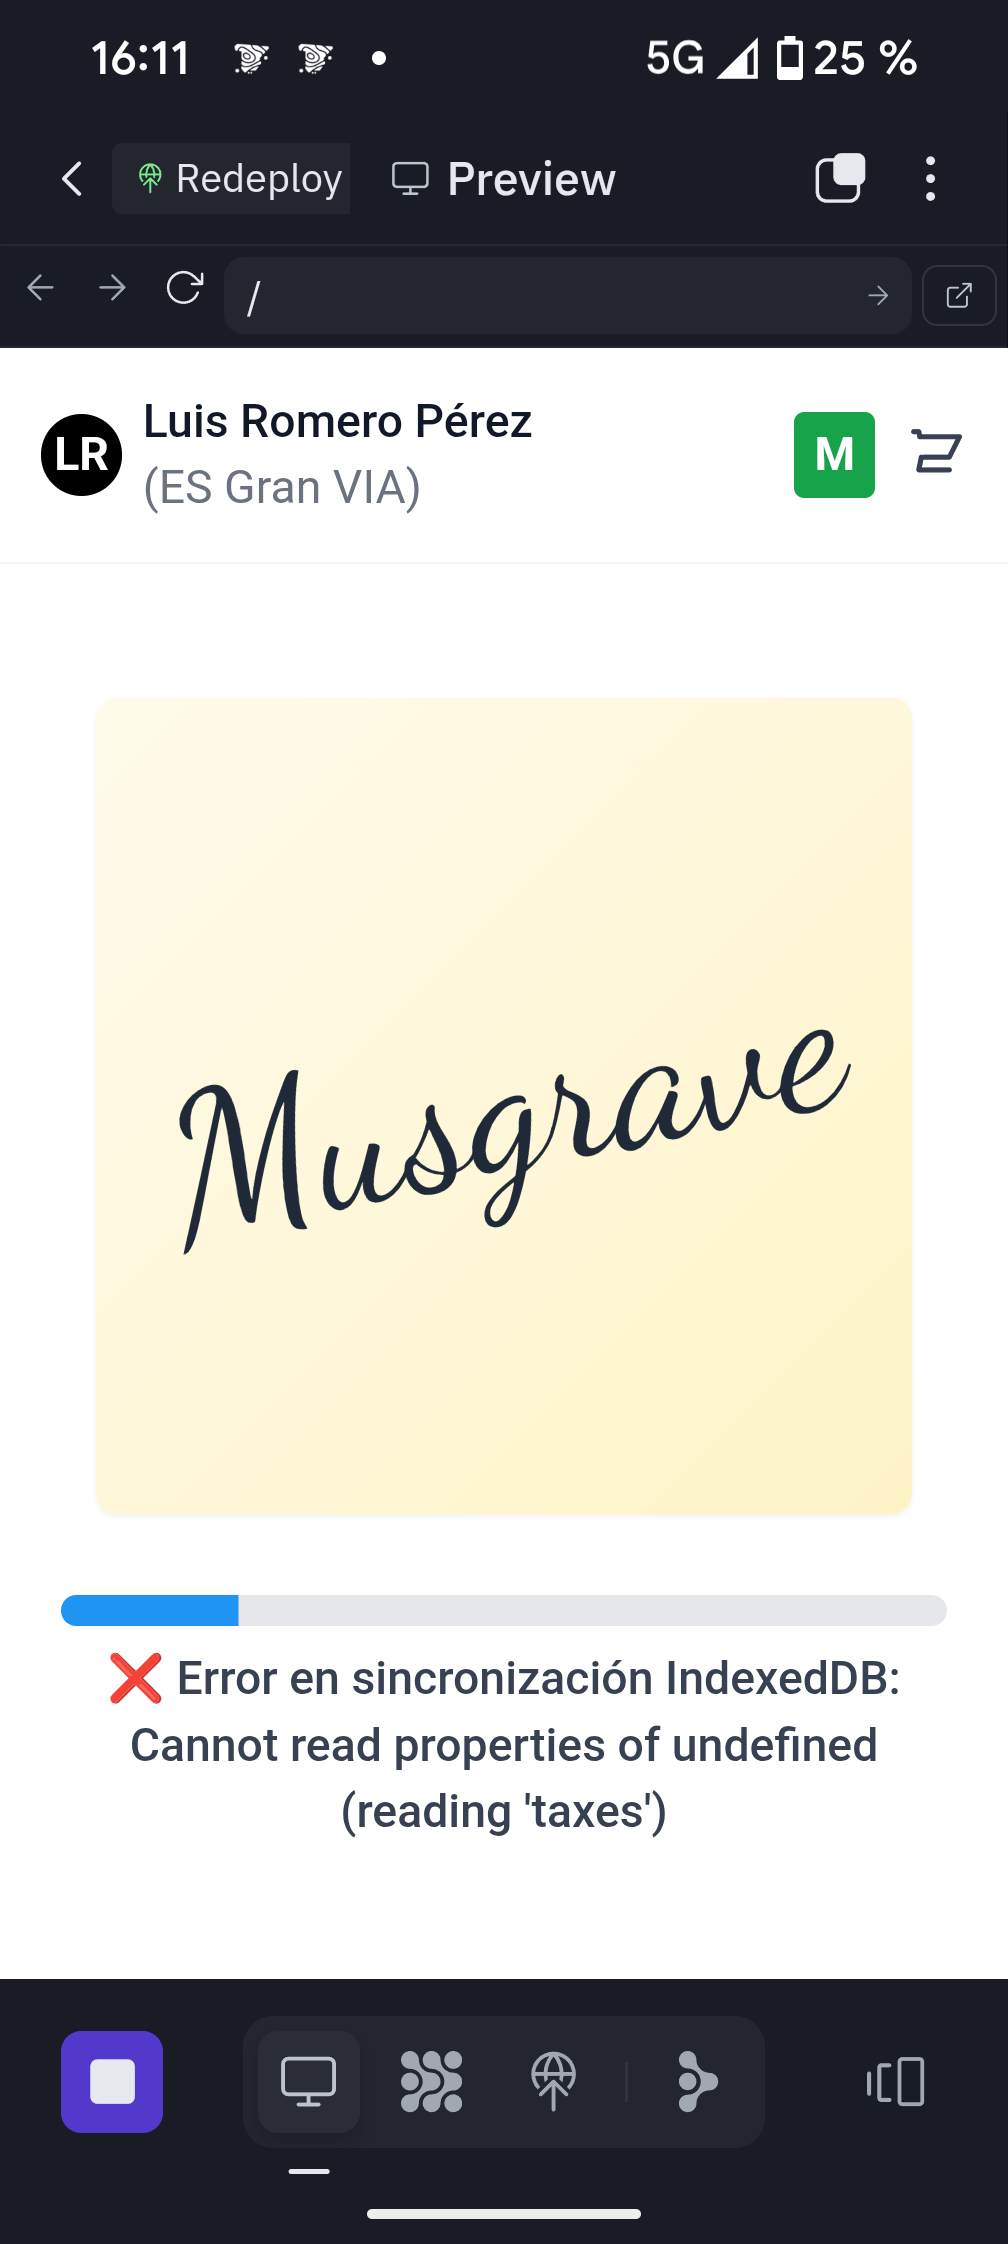 16:11 5G 25 %
Redeploy Preview
/
LR Luis Romero Pérez
(ES Gran VIA)
M
Musgrave
❌ Error en sincronización IndexedDB:
Cannot read properties of undefined
(reading 'taxes')